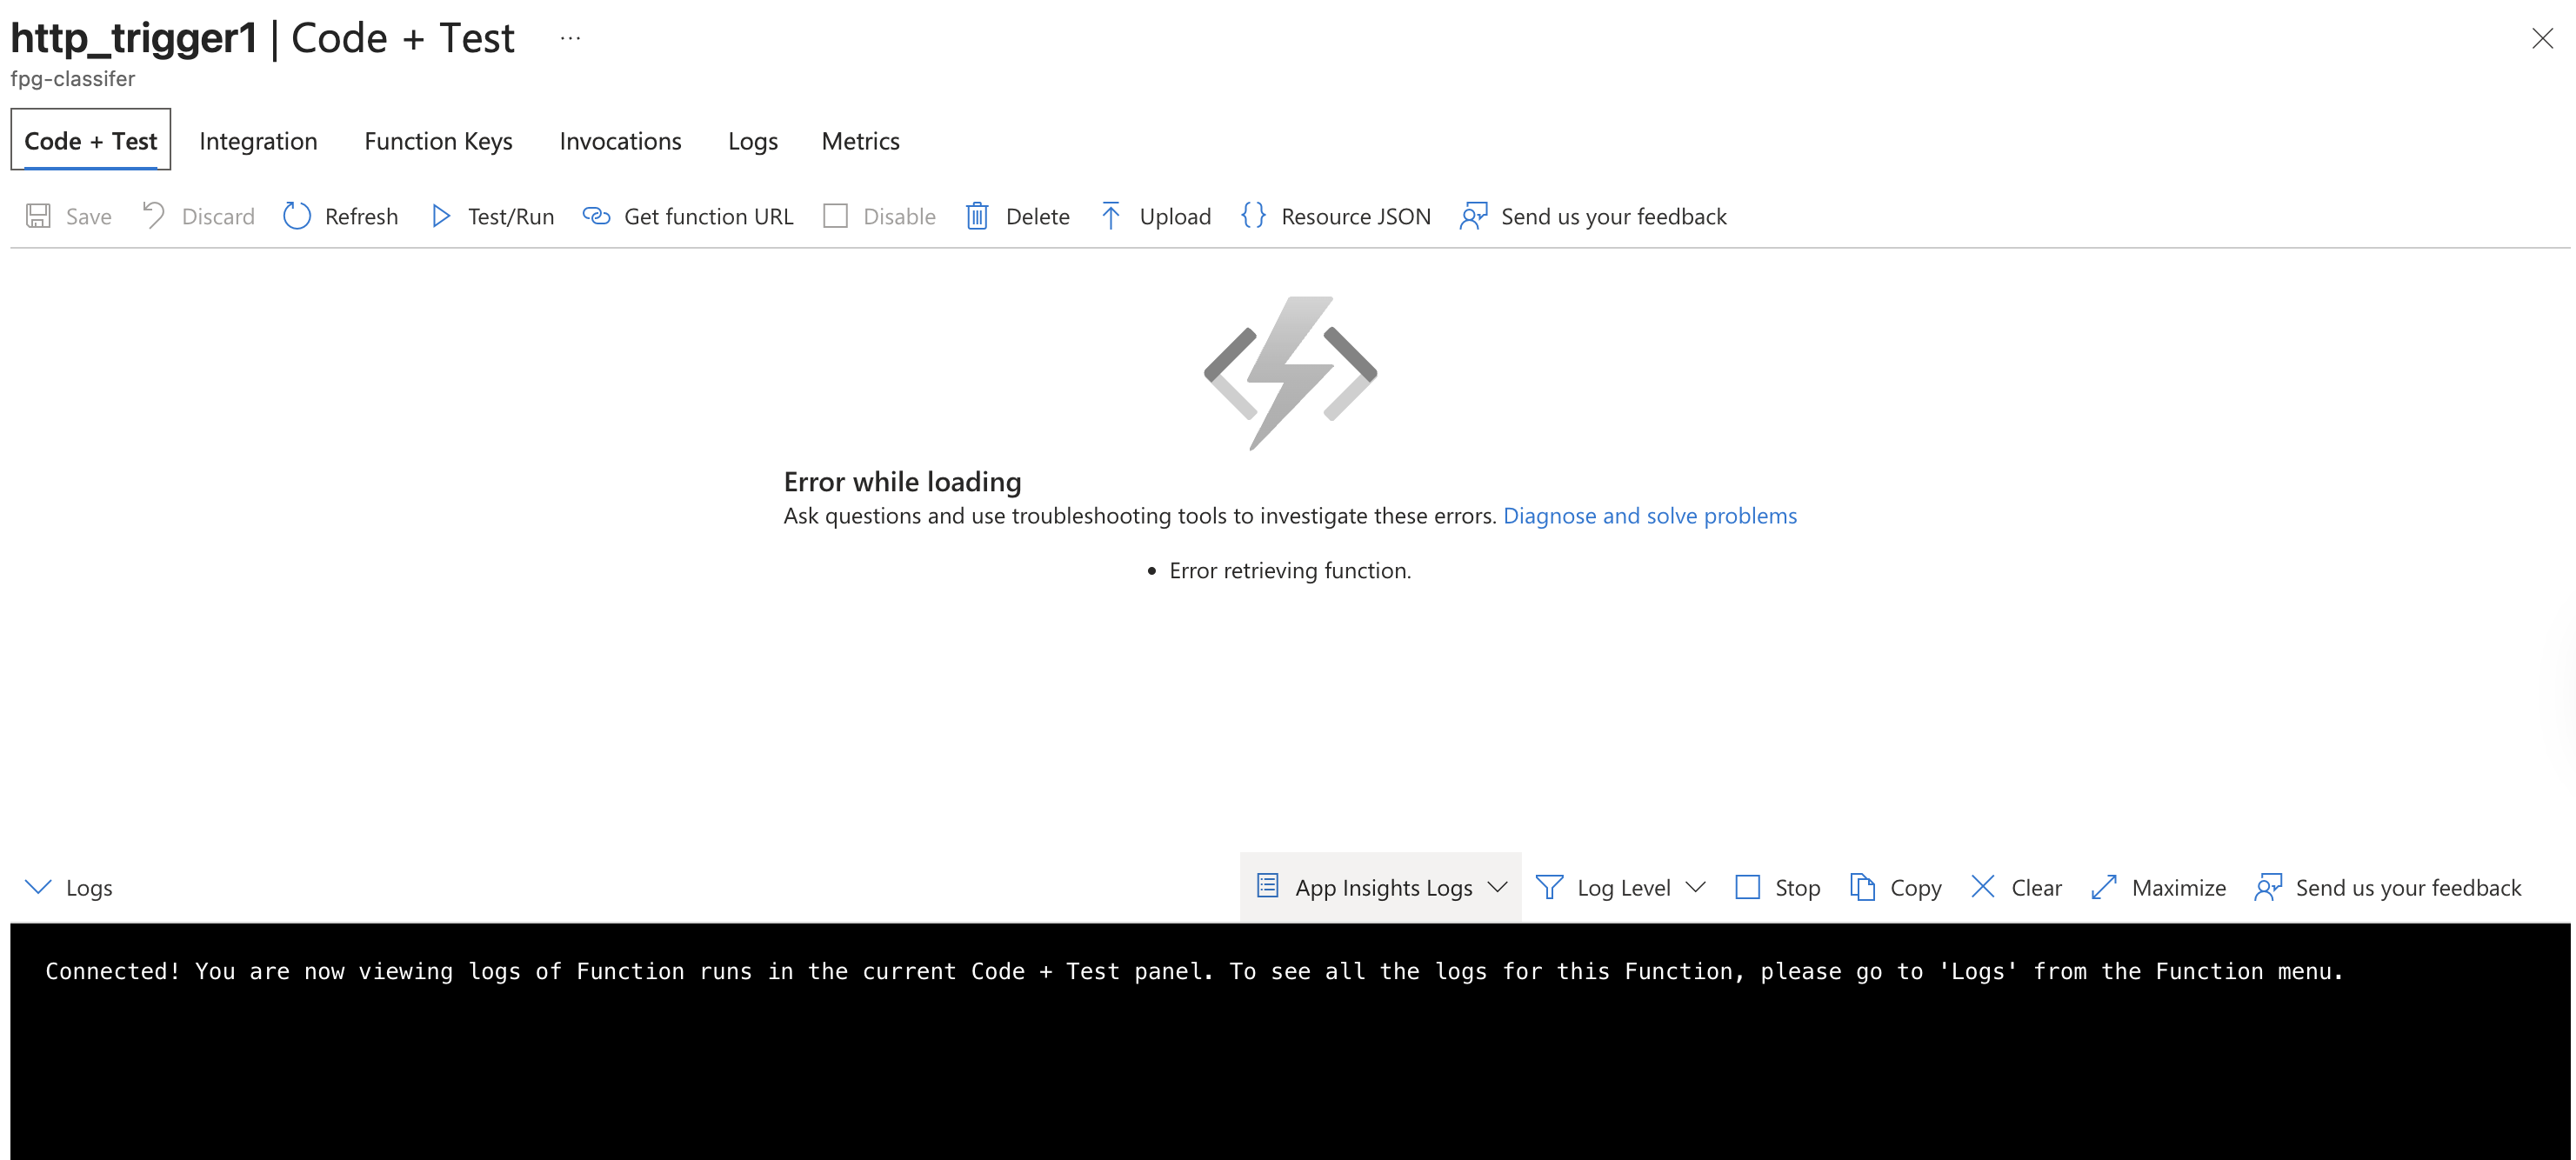 http_trigger1 | Code + Test ...
fpg-classifer
Code + Test Integration Function Keys Invocations Logs Metrics
Save Discard Refresh Test/Run Get function URL Disable Delete Upload Resource JSON Send us your feedback
Error while loading
Ask questions and use troubleshooting tools to investigate these errors. Diagnose and solve problems
• Error retrieving function.
Logs App Insights Logs Log Level Stop Copy Clear Maximize Send us your feedback
Connected! You are now viewing logs of Function runs in the current Code + Test panel. To see all the logs for this Function, please go to 'Logs' from the Function menu.